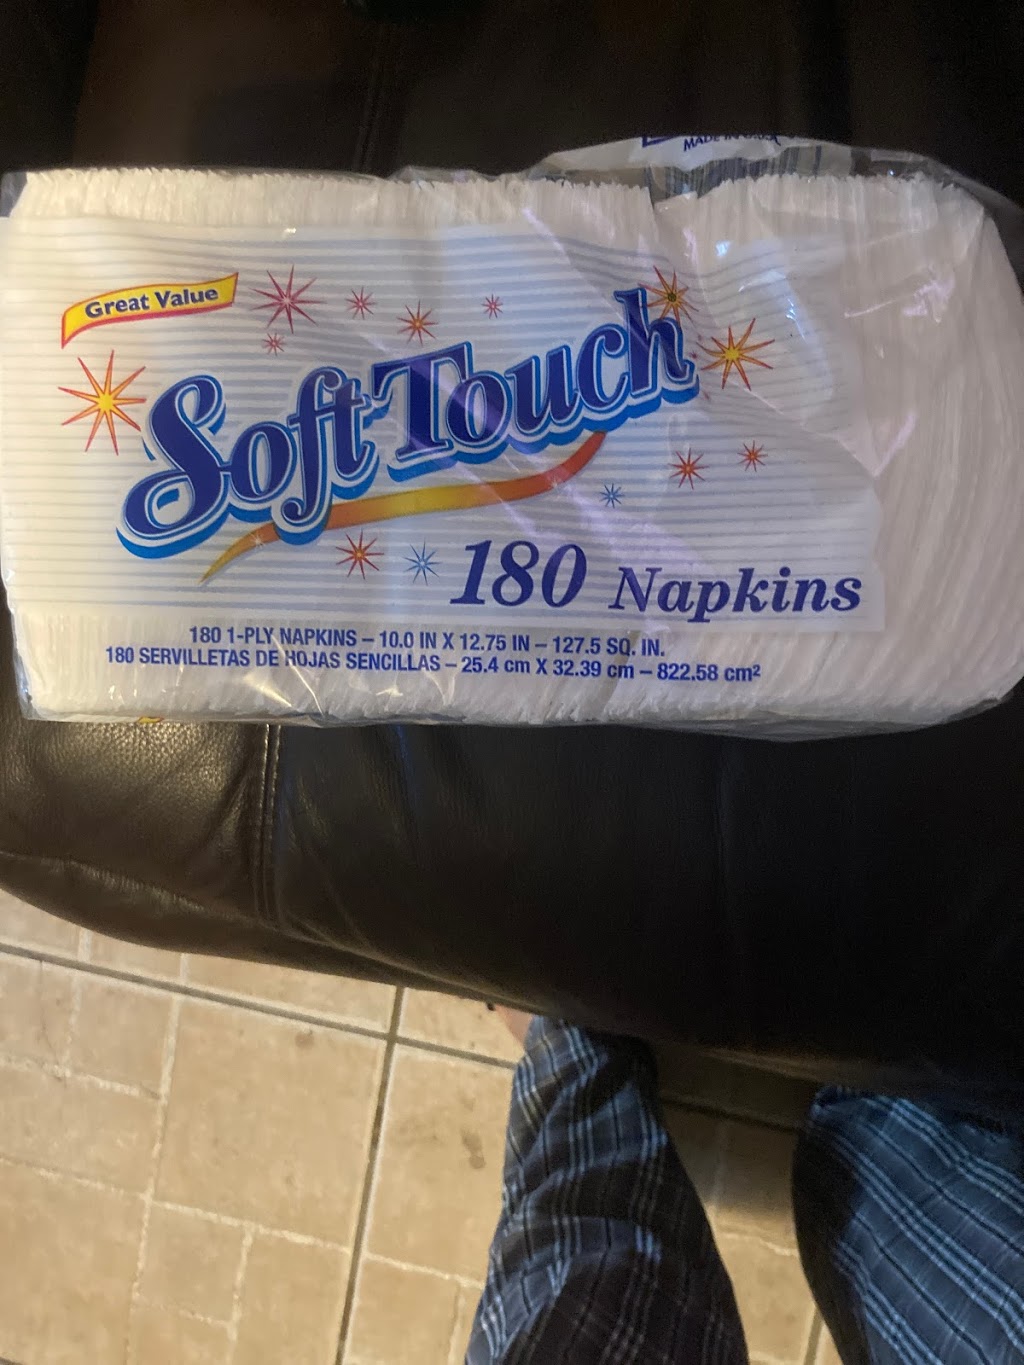 MADE IN
Great Value
Soft Touch
180 Napkins
180 1-PLY NAPKINS – 10.0 IN X 12.75 IN – 127.5 SQ. IN.
180 SERVILLETAS DE HOJAS SENCILLAS – 25.4 cm X 32.39 cm – 822.58 cm²